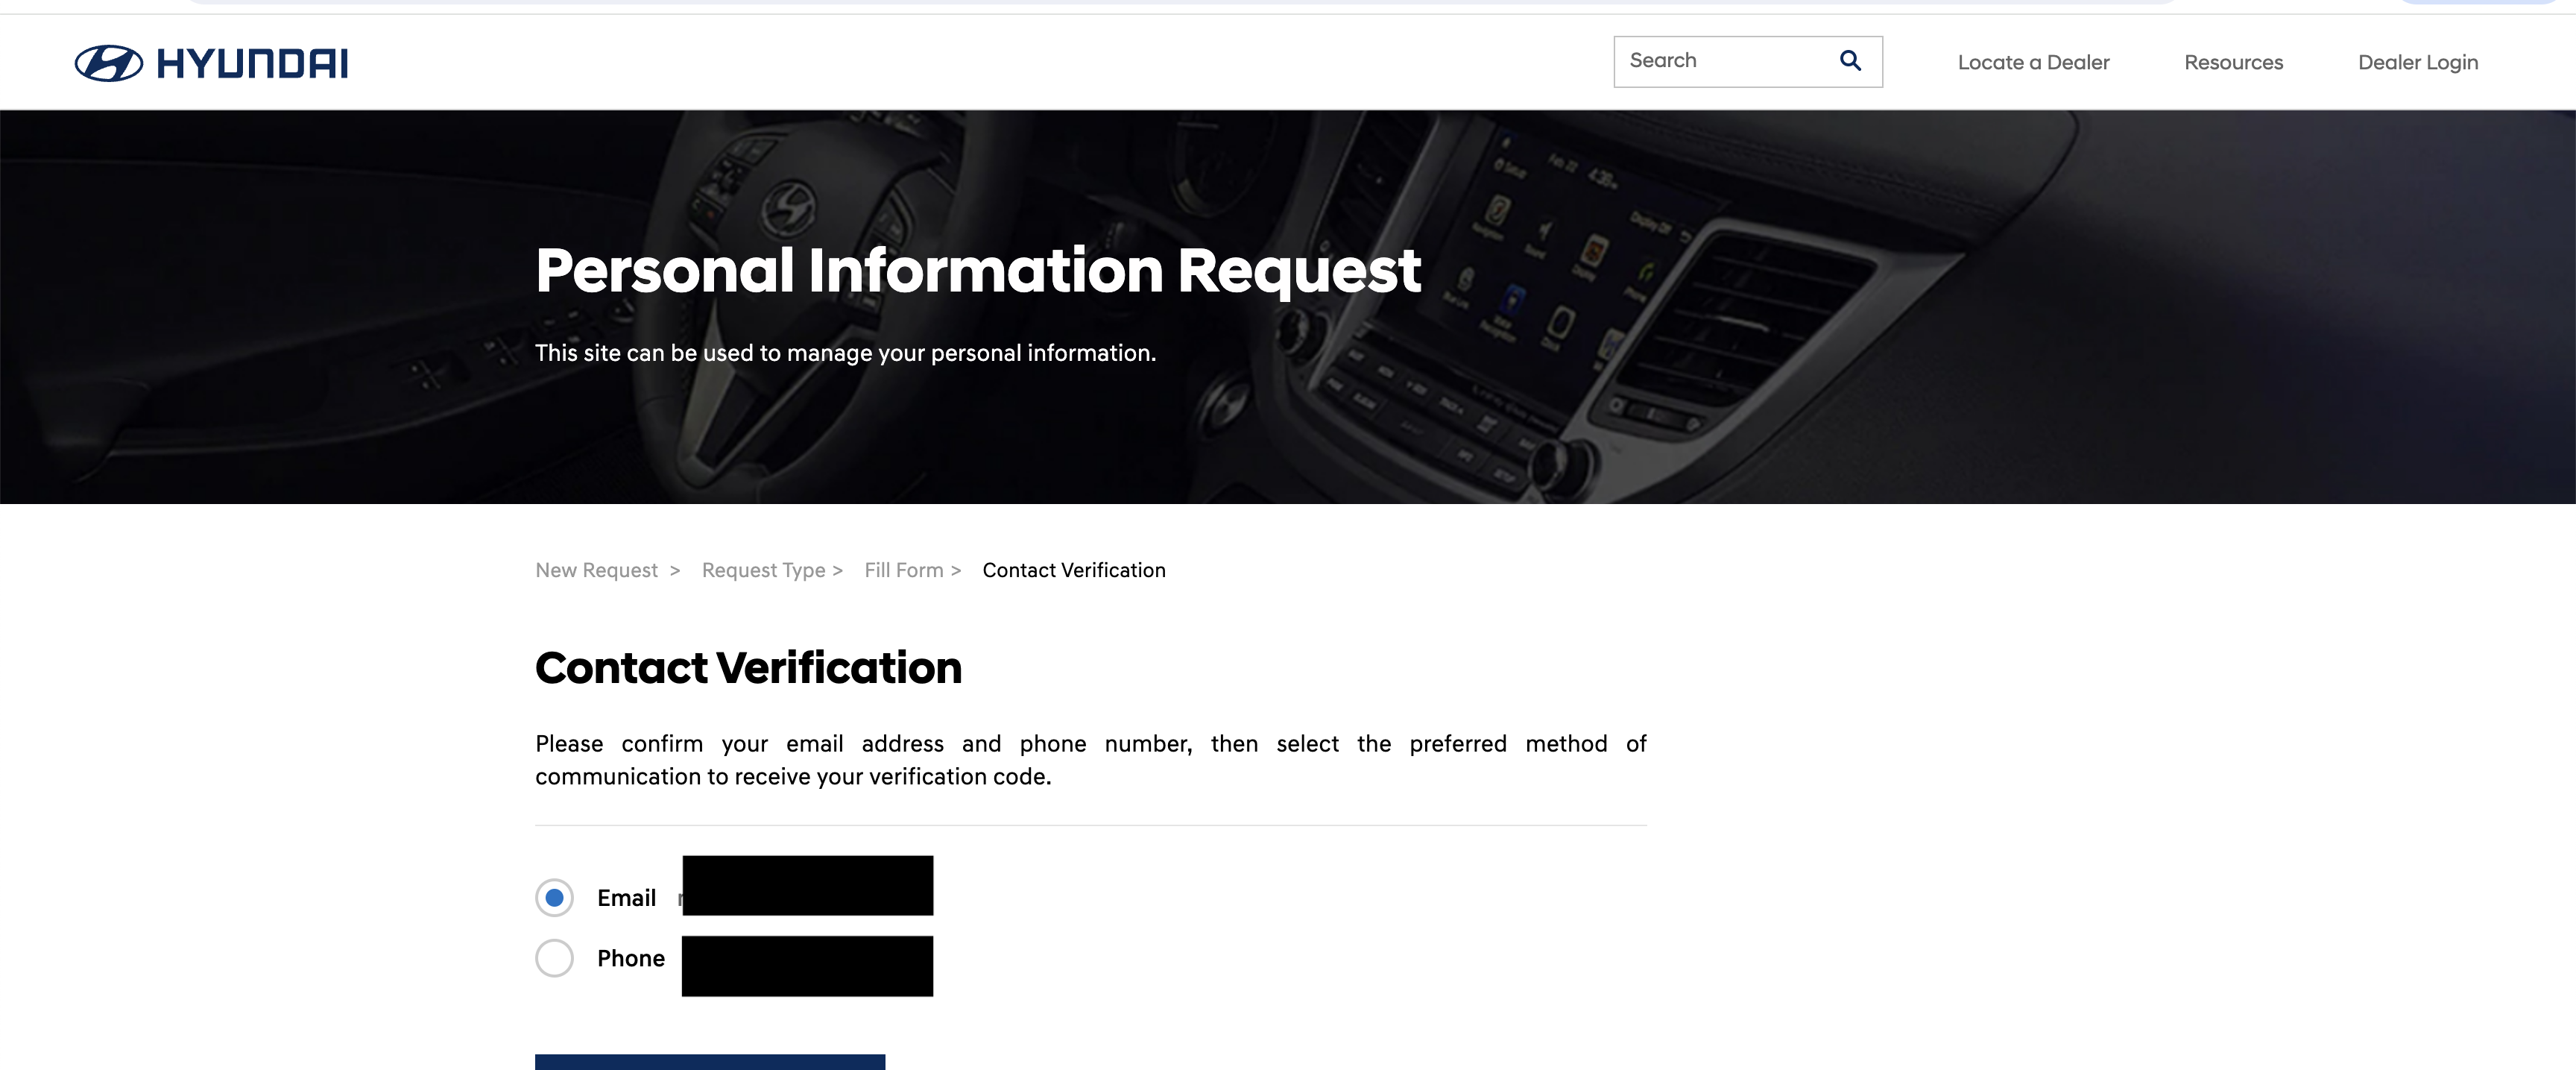 HYUNDAI
Search
Locate a Dealer
Resources
Dealer Login
Personal Information Request
This site can be used to manage your personal information.
New Request > Request Type > Fill Form > Contact Verification
Contact Verification
Please confirm your email address and phone number, then select the preferred method of
communication to receive your verification code.
Email
Phone